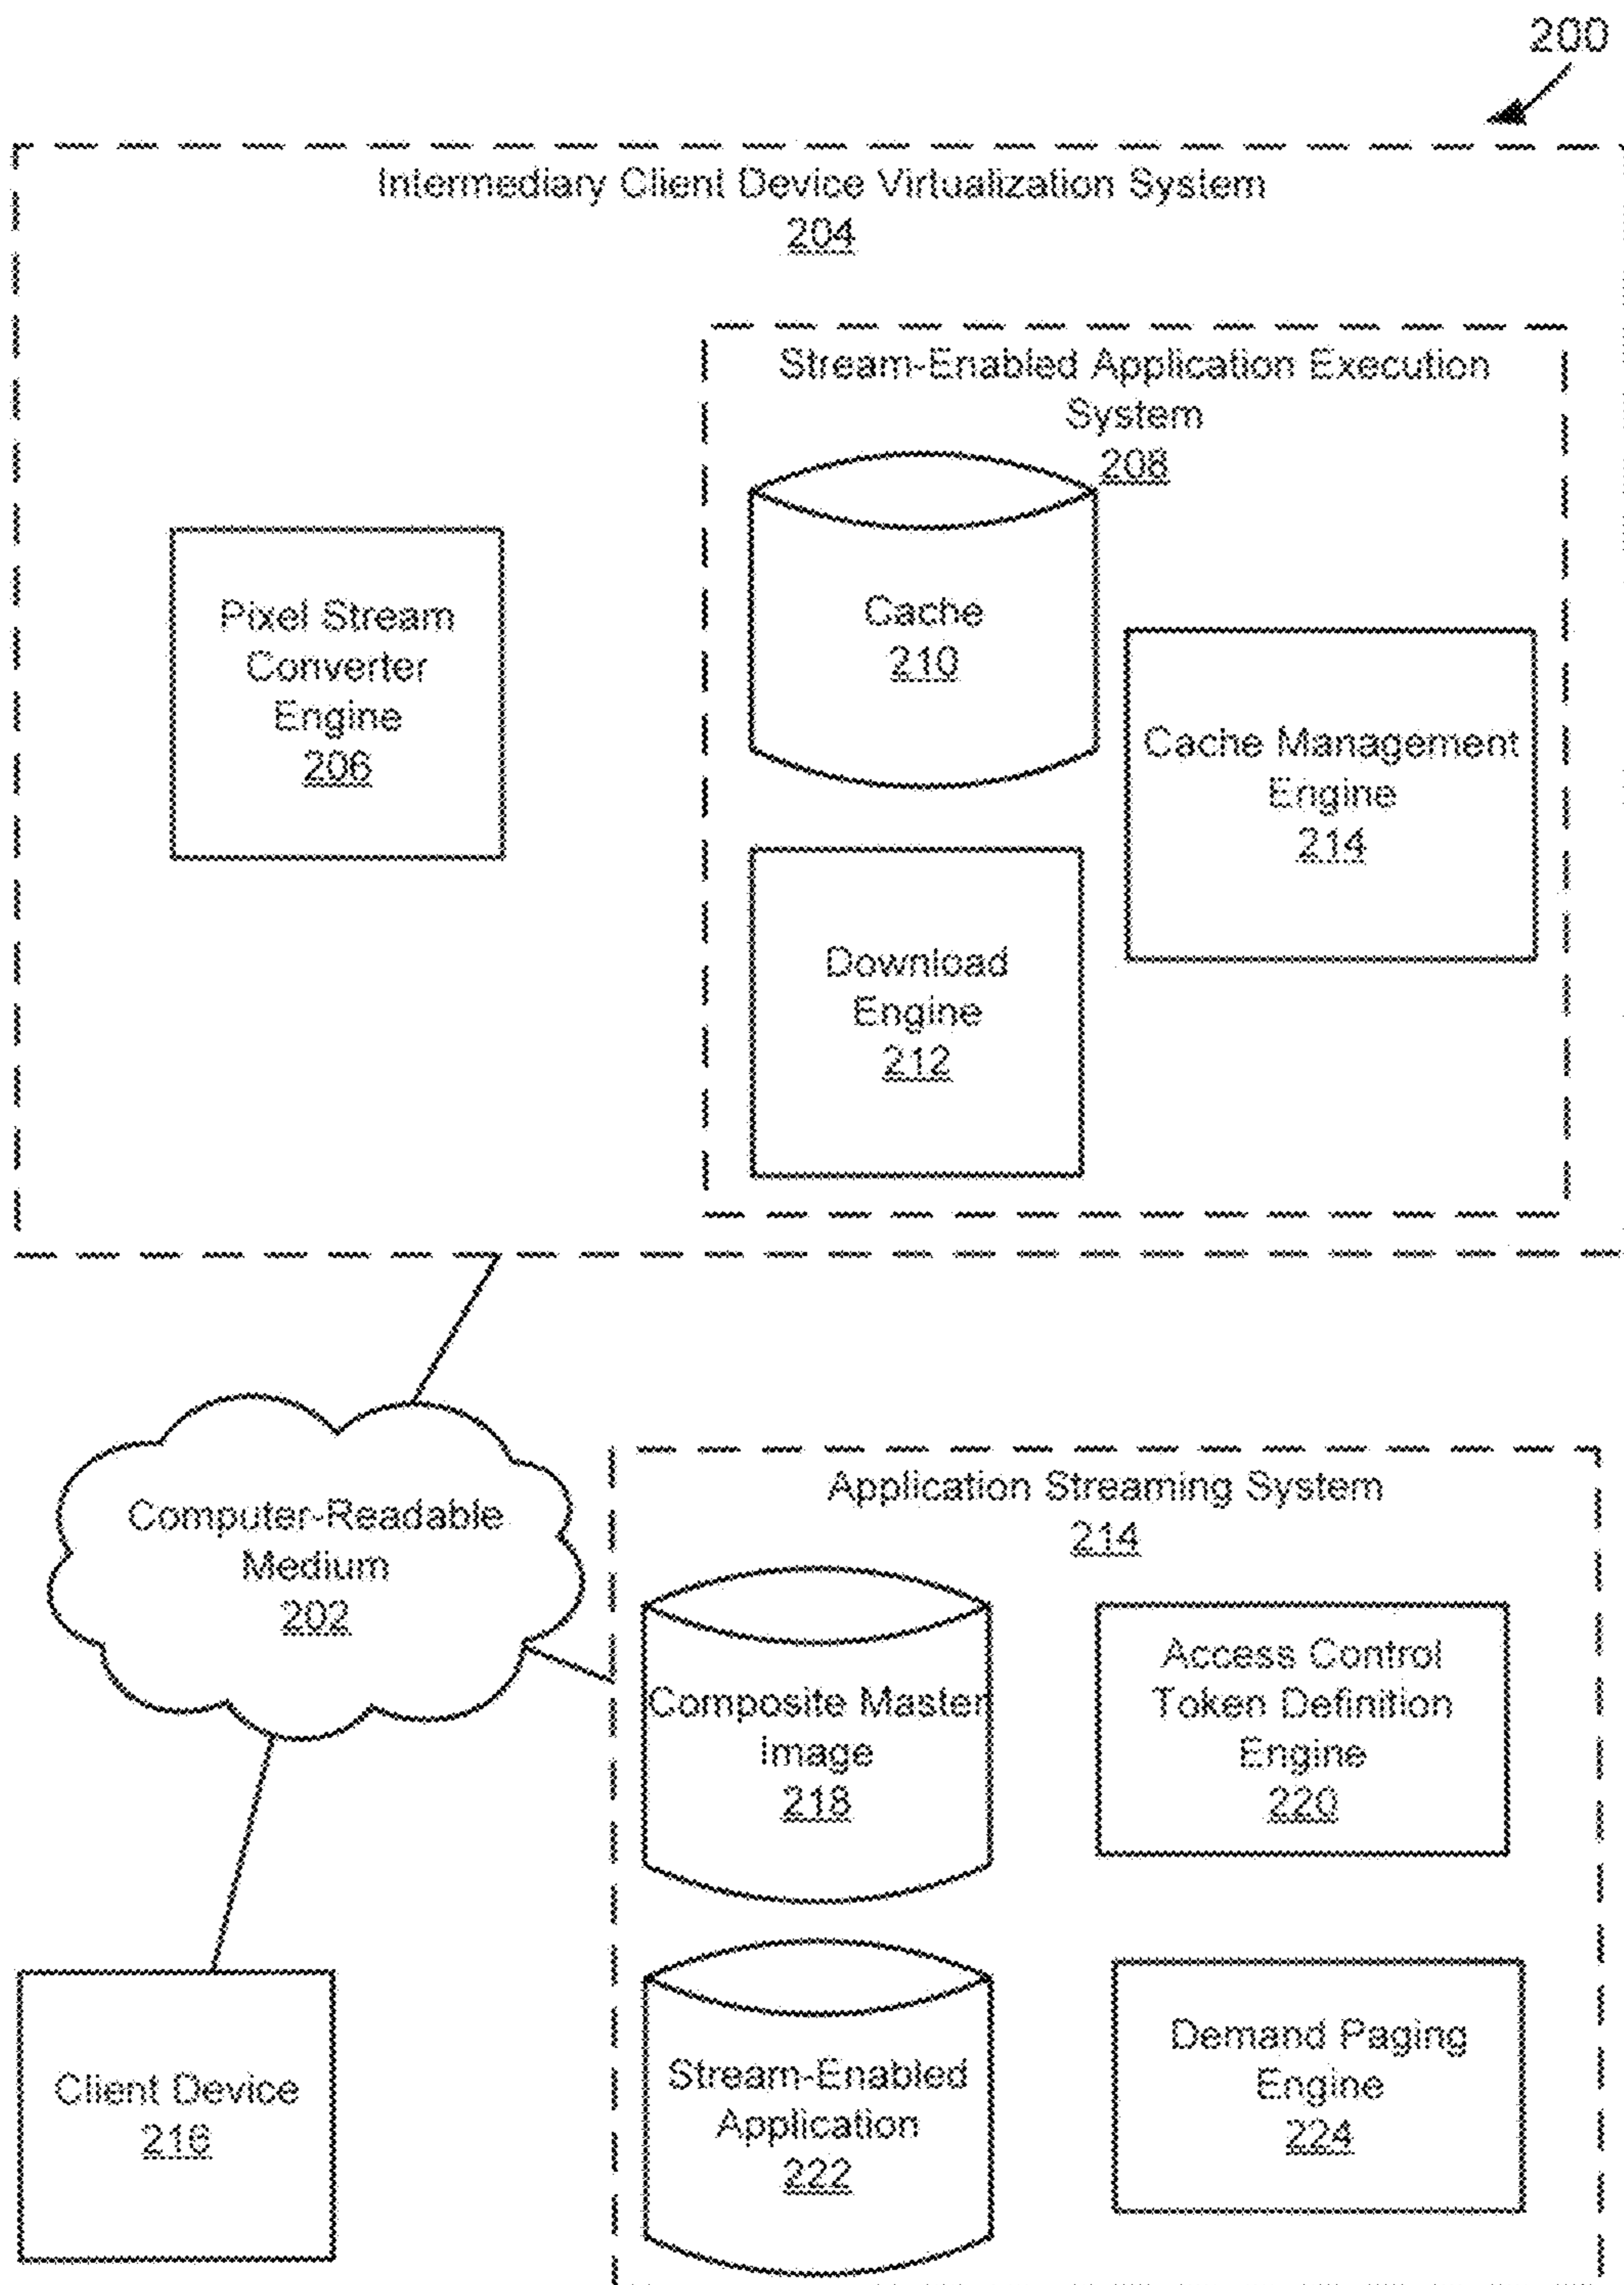 200
Intermediary Client Device Virtualization System
204
Stream-Enabled Application Execution
System
208
Pixel Stream
Converter
Engine
206
Cache
210
Cache Management
Engine
214
Download
Engine
212
Computer-Readable
Medium
202
Application Streaming System
214
Composite Master
Image
218
Access Control
Token Definition
Engine
220
Client Device
216
Stream-Enabled
Application
222
Demand Paging
Engine
224